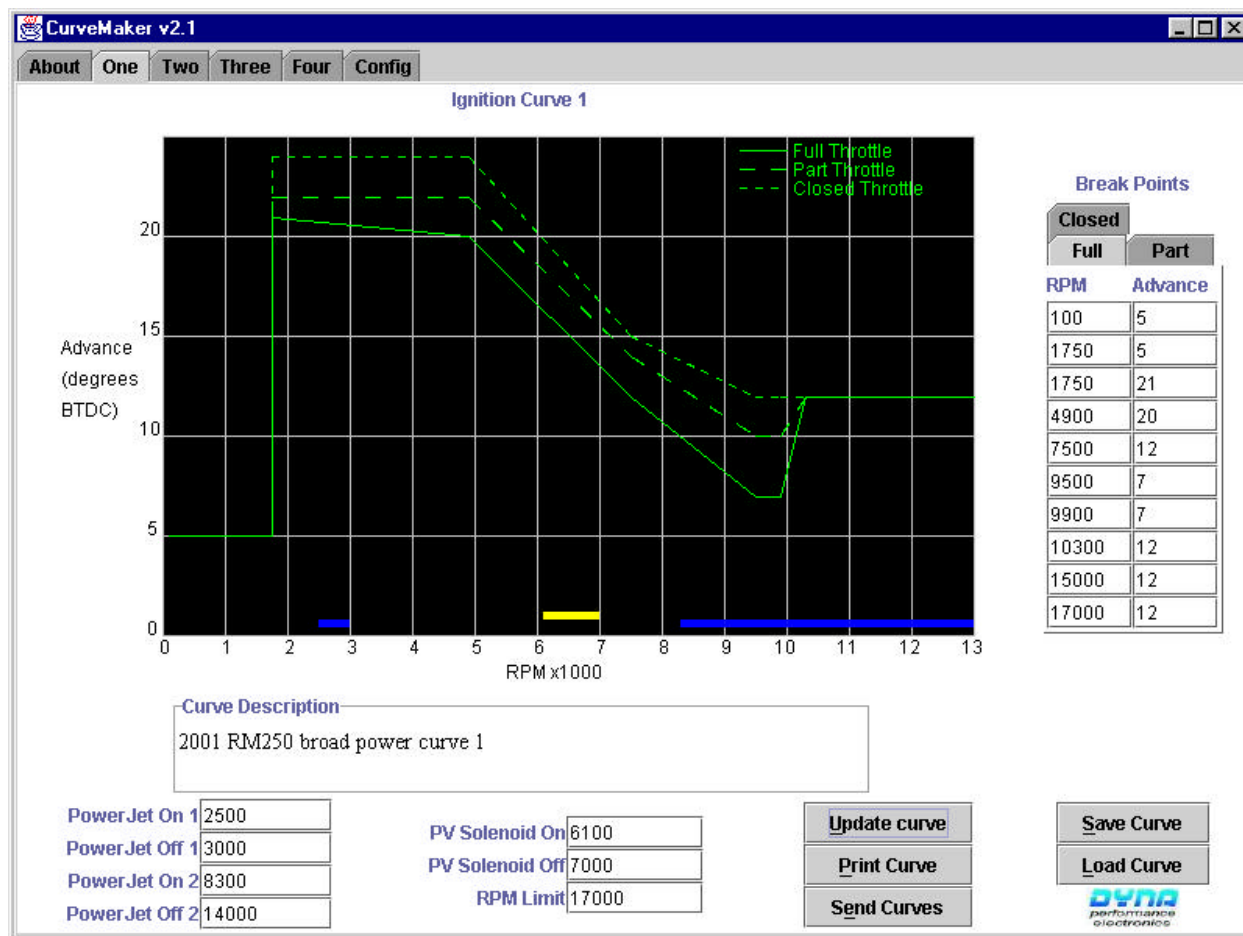 CurveMaker v2.1
About One Two Three Four Config
Ignition Curve 1
Full Throttle
Part Throttle
Closed Throttle
20
15
10
5
0
Advance
(degrees
BTDC)
0 1 2 3 4 5 6 7 8 9 10 11 12 13
RPM x1000
Break Points
Closed
Full Part
RPM Advance
100 5
1750 5
1750 21
4900 20
7500 12
9500 7
9900 7
10300 12
15000 12
17000 12
Curve Description
2001 RM250 broad power curve 1
PowerJet On 1 2500
PowerJet Off 1 3000
PowerJet On 2 8300
PowerJet Off 2 14000
PV Solenoid On 6100
PV Solenoid Off 7000
RPM Limit 17000
Update curve
Print Curve
Send Curves
Save Curve
Load Curve
DYNA
performance
electronics